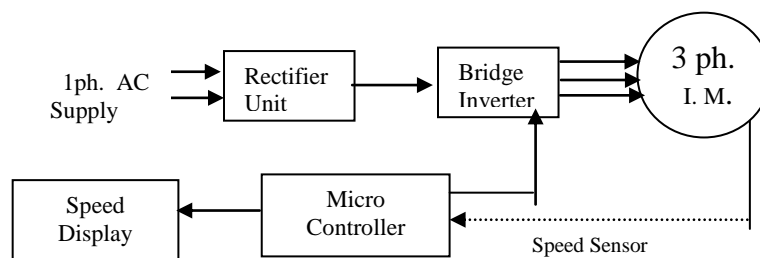 1ph. AC
Supply
Rectifier
Unit
Bridge
Inverter
3 ph.
I. M.
Speed
Display
Micro
Controller
Speed Sensor